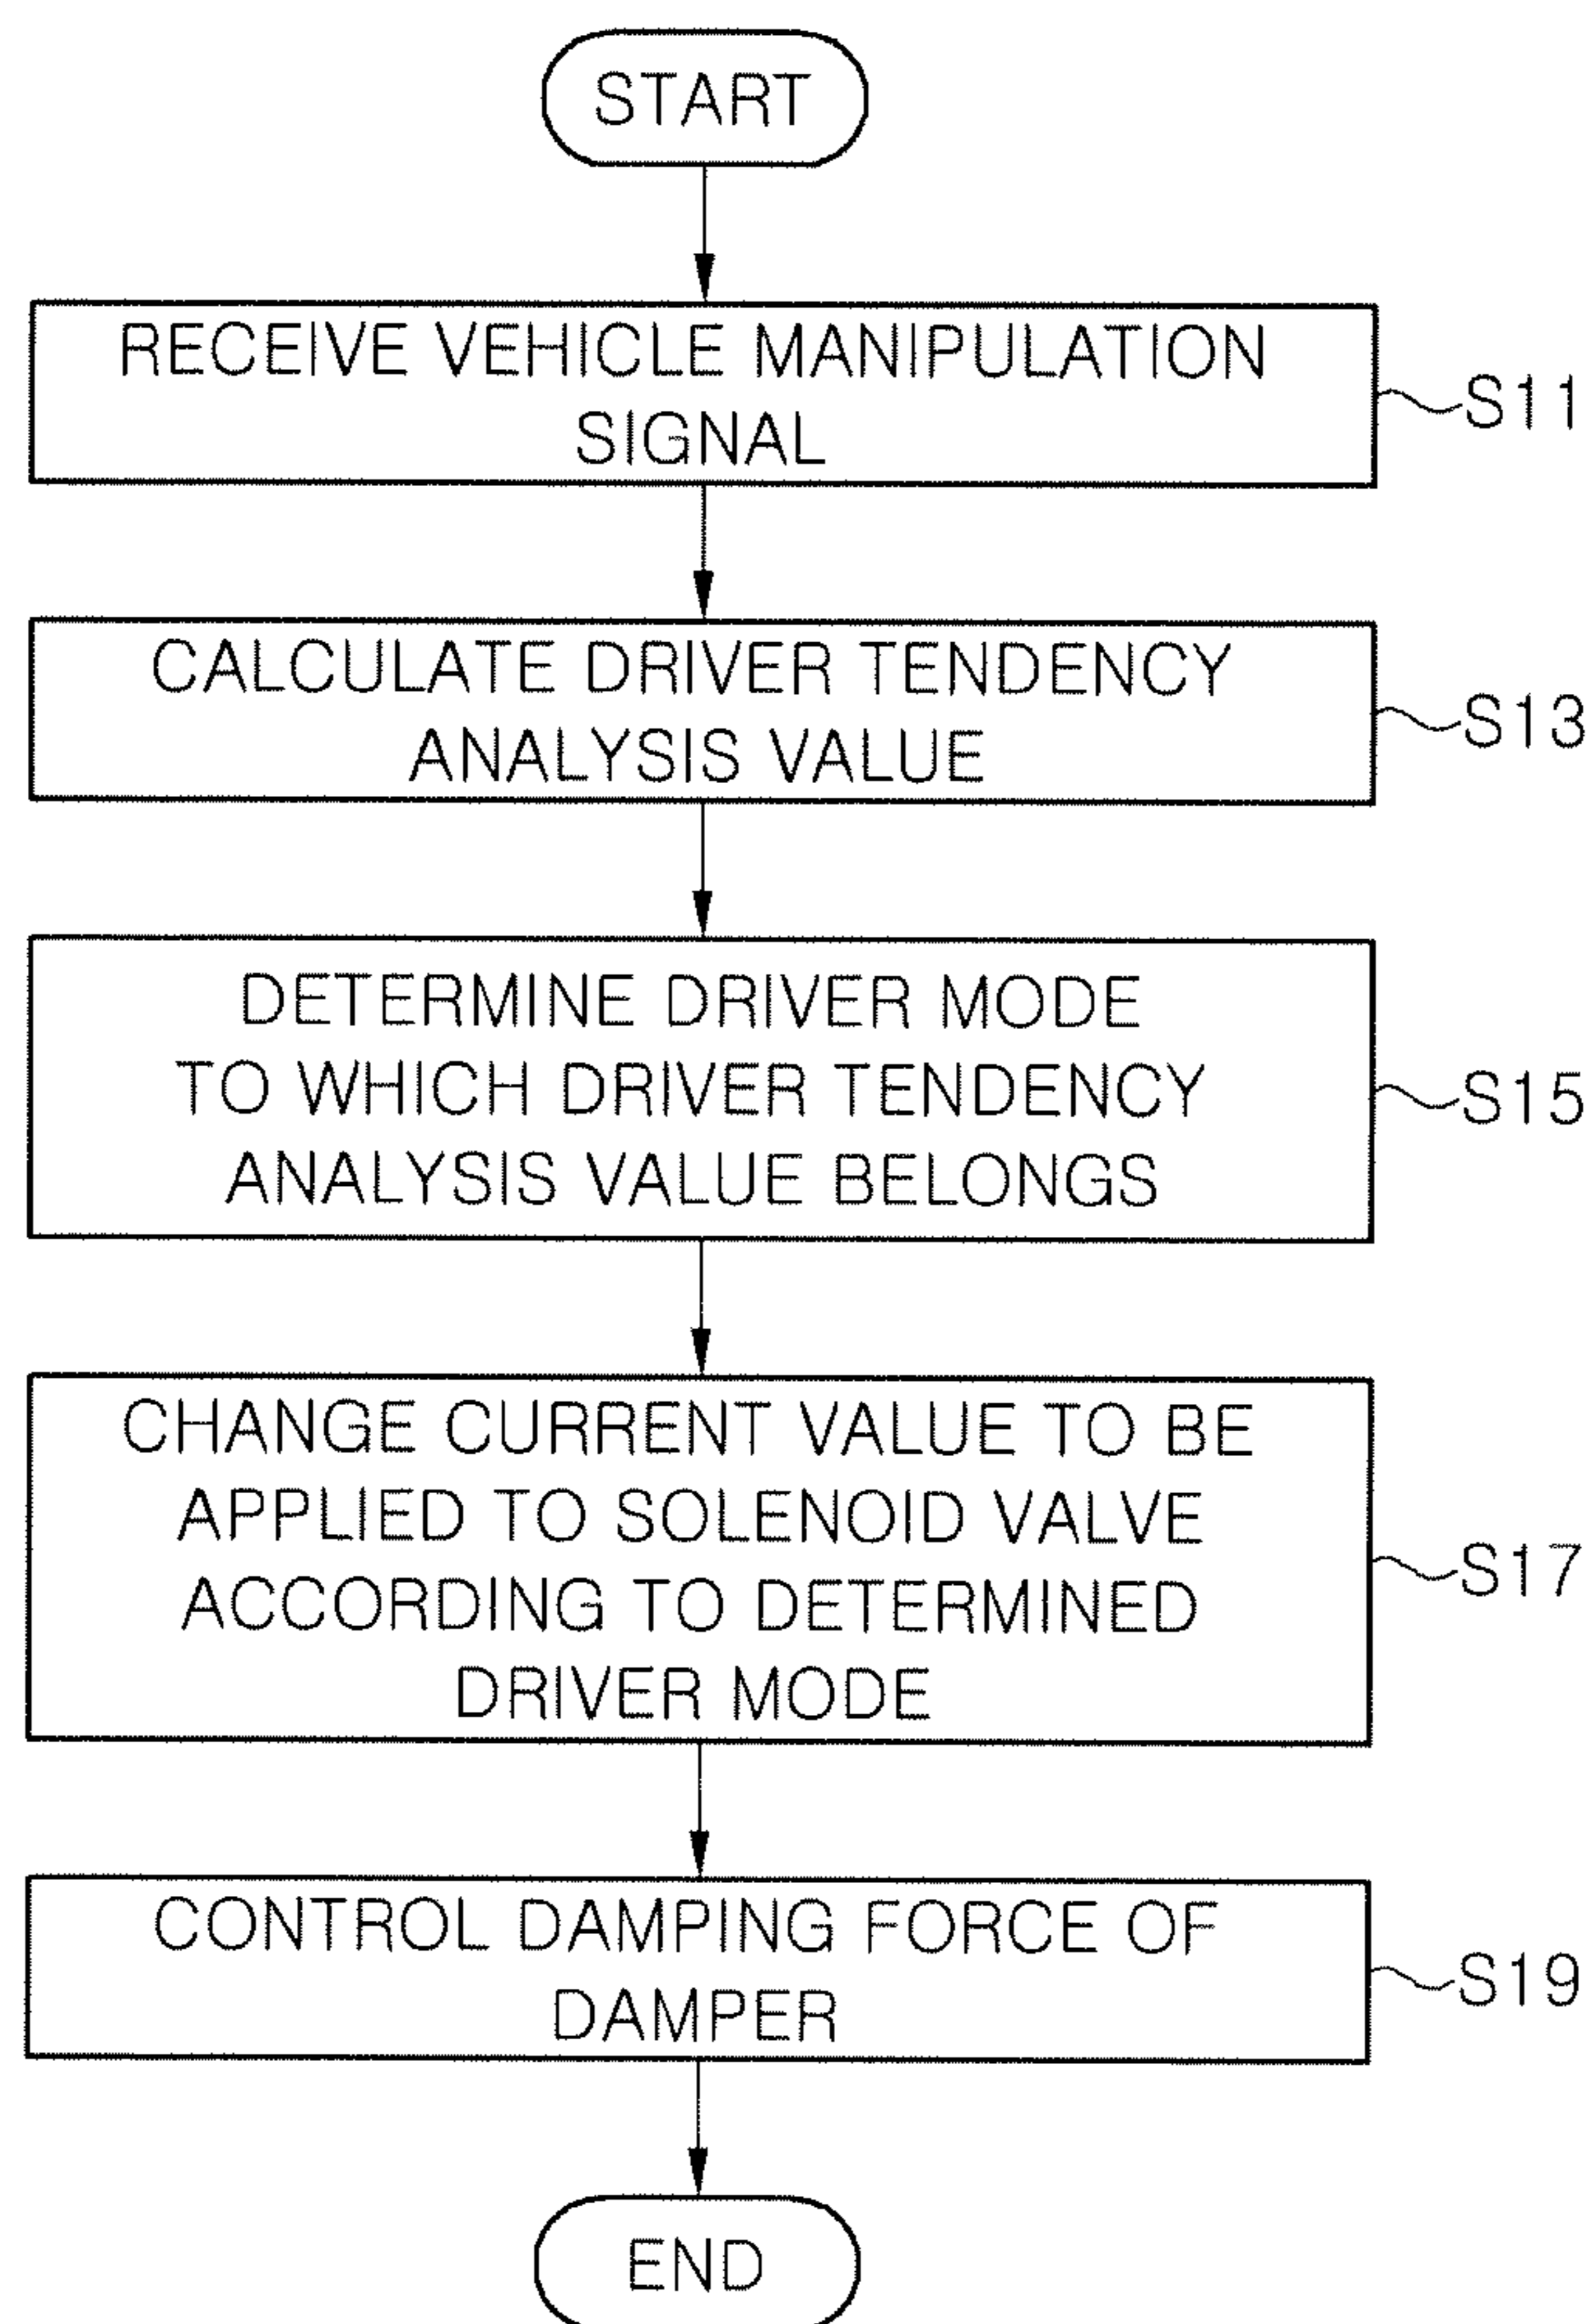 START
RECEIVE VEHICLE MANIPULATION
SIGNAL
S11
CALCULATE DRIVER TENDENCY
ANALYSIS VALUE
S13
DETERMINE DRIVER MODE
TO WHICH DRIVER TENDENCY
ANALYSIS VALUE BELONGS
S15
CHANGE CURRENT VALUE TO BE
APPLIED TO SOLENOID VALVE
ACCORDING TO DETERMINED
DRIVER MODE
S17
CONTROL DAMPING FORCE OF
DAMPER
S19
END